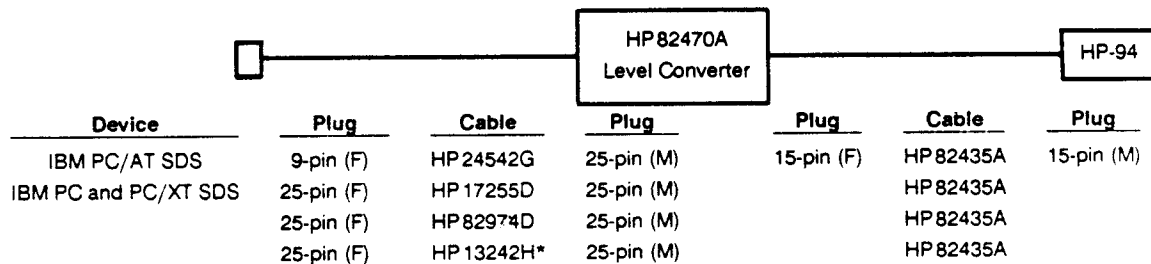 HP 82470A
Level Converter
HP-94
Device Plug Cable Plug Plug Cable Plug
IBM PC/AT SDS 9-pin (F) HP 24542G 25-pin (M) 15-pin (F) HP 82435A 15-pin (M)
IBM PC and PC/XT SDS 25-pin (F) HP 17255D 25-pin (M) HP 82435A
25-pin (F) HP 82974D 25-pin (M) HP 82435A
25-pin (F) HP 13242H* 25-pin (M) HP 82435A